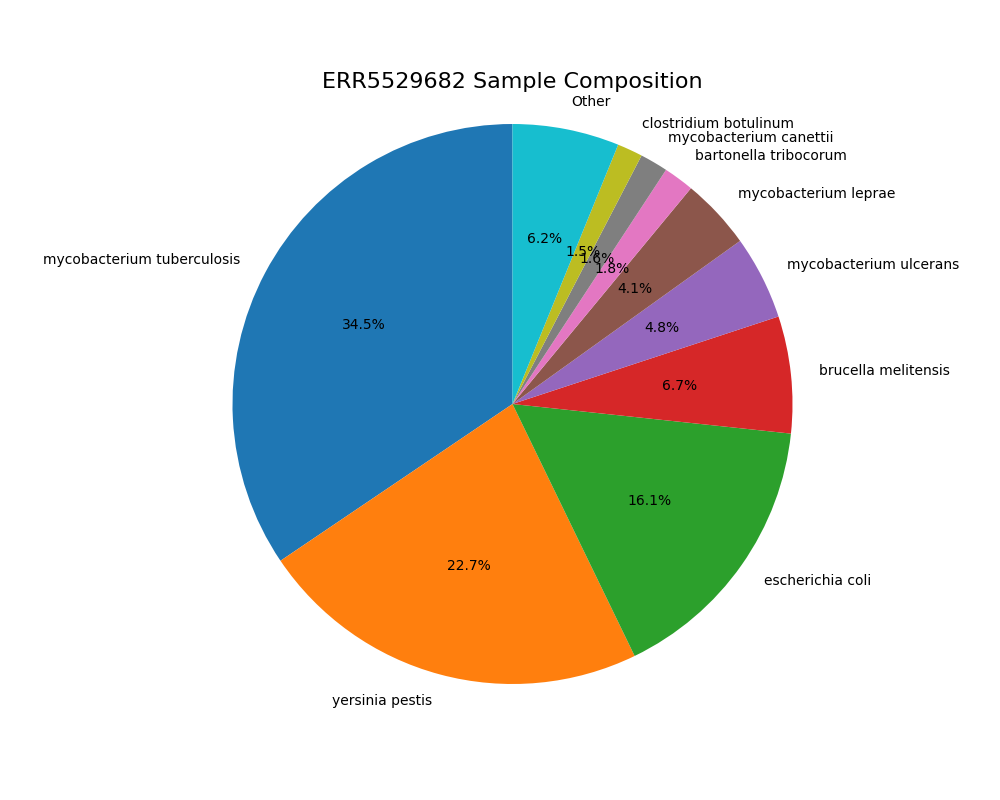 ERR5529682 Sample Composition
Other
clostridium botulinum
mycobacterium canettii
bartonella tribocorum
mycobacterium leprae
mycobacterium tuberculosis
mycobacterium ulcerans
brucella melitensis
escherichia coli
yersinia pestis
6.2%
1.5%
1.6%
1.8%
4.1%
4.8%
6.7%
34.5%
16.1%
22.7%